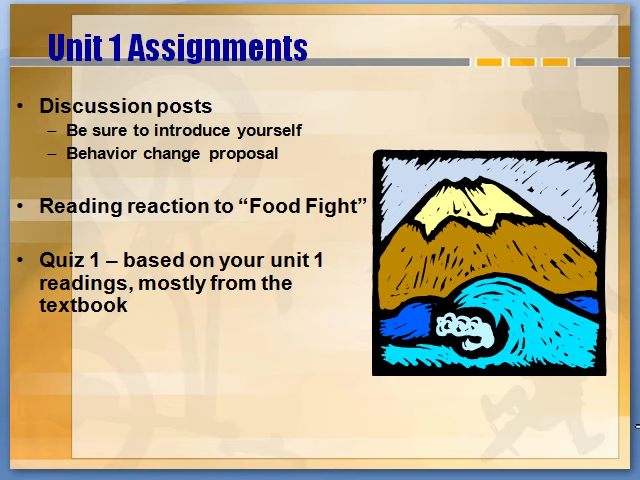 Unit 1 Assignments
• Discussion posts
– Be sure to introduce yourself
– Behavior change proposal
• Reading reaction to “Food Fight”
• Quiz 1 – based on your unit 1
readings, mostly from the
textbook